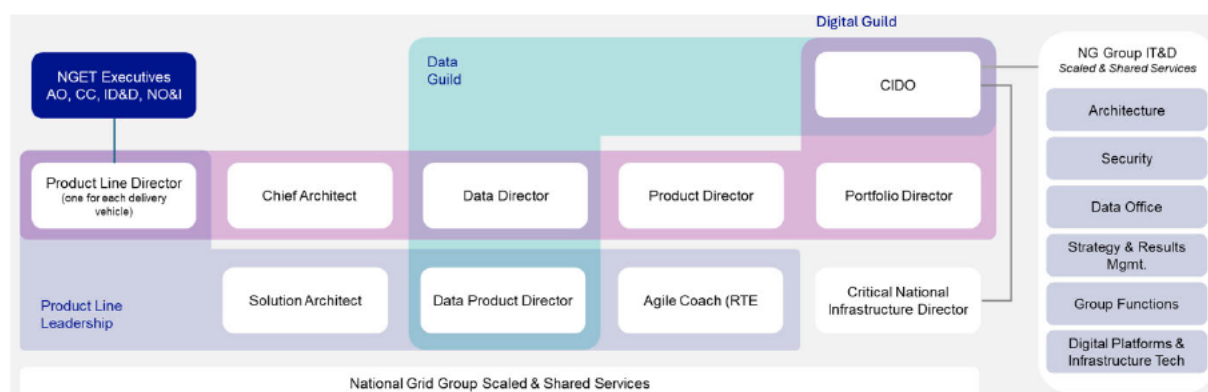 Digital Guild
NGET Executives
AO, CC, ID&D, NO&I
Data
Guild
CIDO
NG Group IT&D
Scaled & Shared Services
Architecture
Security
Data Office
Strategy & Results
Mgmt.
Group Functions
Digital Platforms &
Infrastructure Tech
Product Line Director
(one for each delivery
vehicle)
Chief Architect
Data Director
Product Director
Portfolio Director
Product Line
Leadership
Solution Architect
Data Product Director
Agile Coach (RTE
Critical National
Infrastructure Director
National Grid Group Scaled & Shared Services